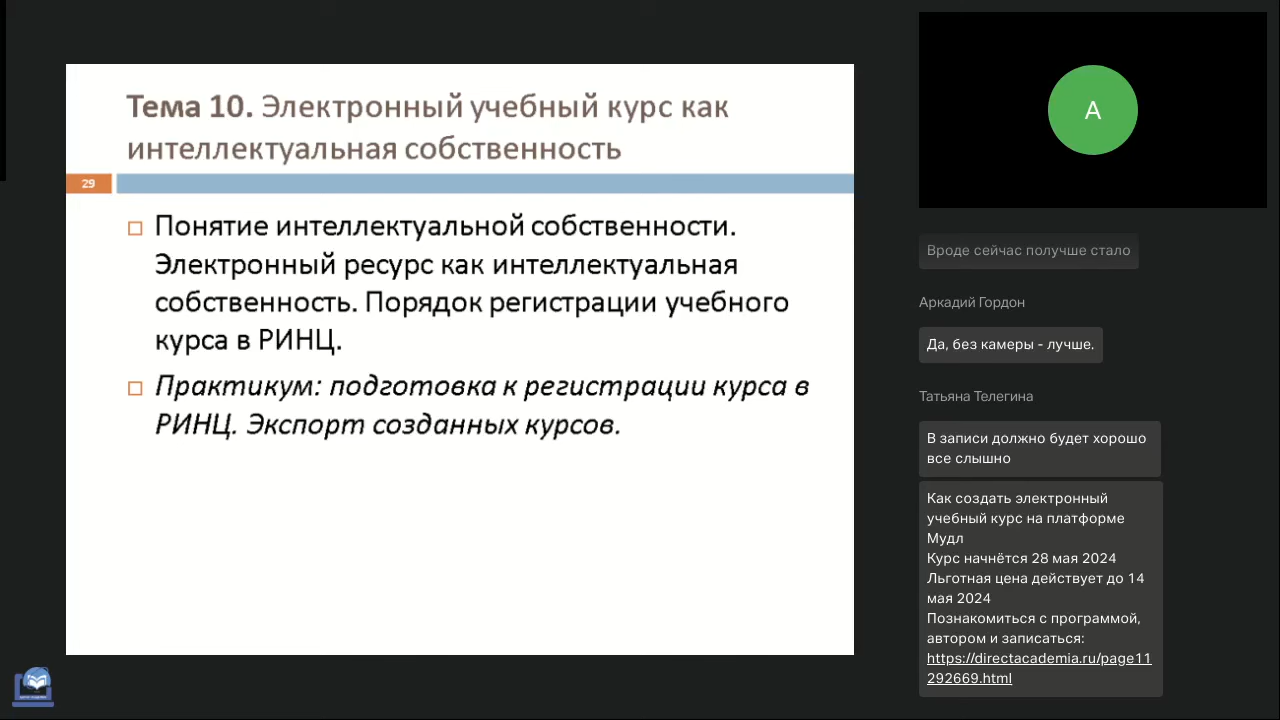 Тема 10. Электронный учебный курс как
интеллектуальная собственность
29
Понятие интеллектуальной собственности.
Электронный ресурс как интеллектуальная
собственность. Порядок регистрации учебного
курса в РИНЦ.
Практикум: подготовка к регистрации курса в
РИНЦ. Экспорт созданных курсов.
А
Вроде сейчас получше стало
Аркадий Гордон
Да, без камеры - лучше.
Татьяна Телегина
В записи должно будет хорошо
все слышно
Как создать электронный
учебный курс на платформе
Мудл
Курс начнётся 28 мая 2024
Льготная цена действует до 14
мая 2024
Познакомиться с программой,
автором и записаться:
https://directacademia.ru/page11
292669.html